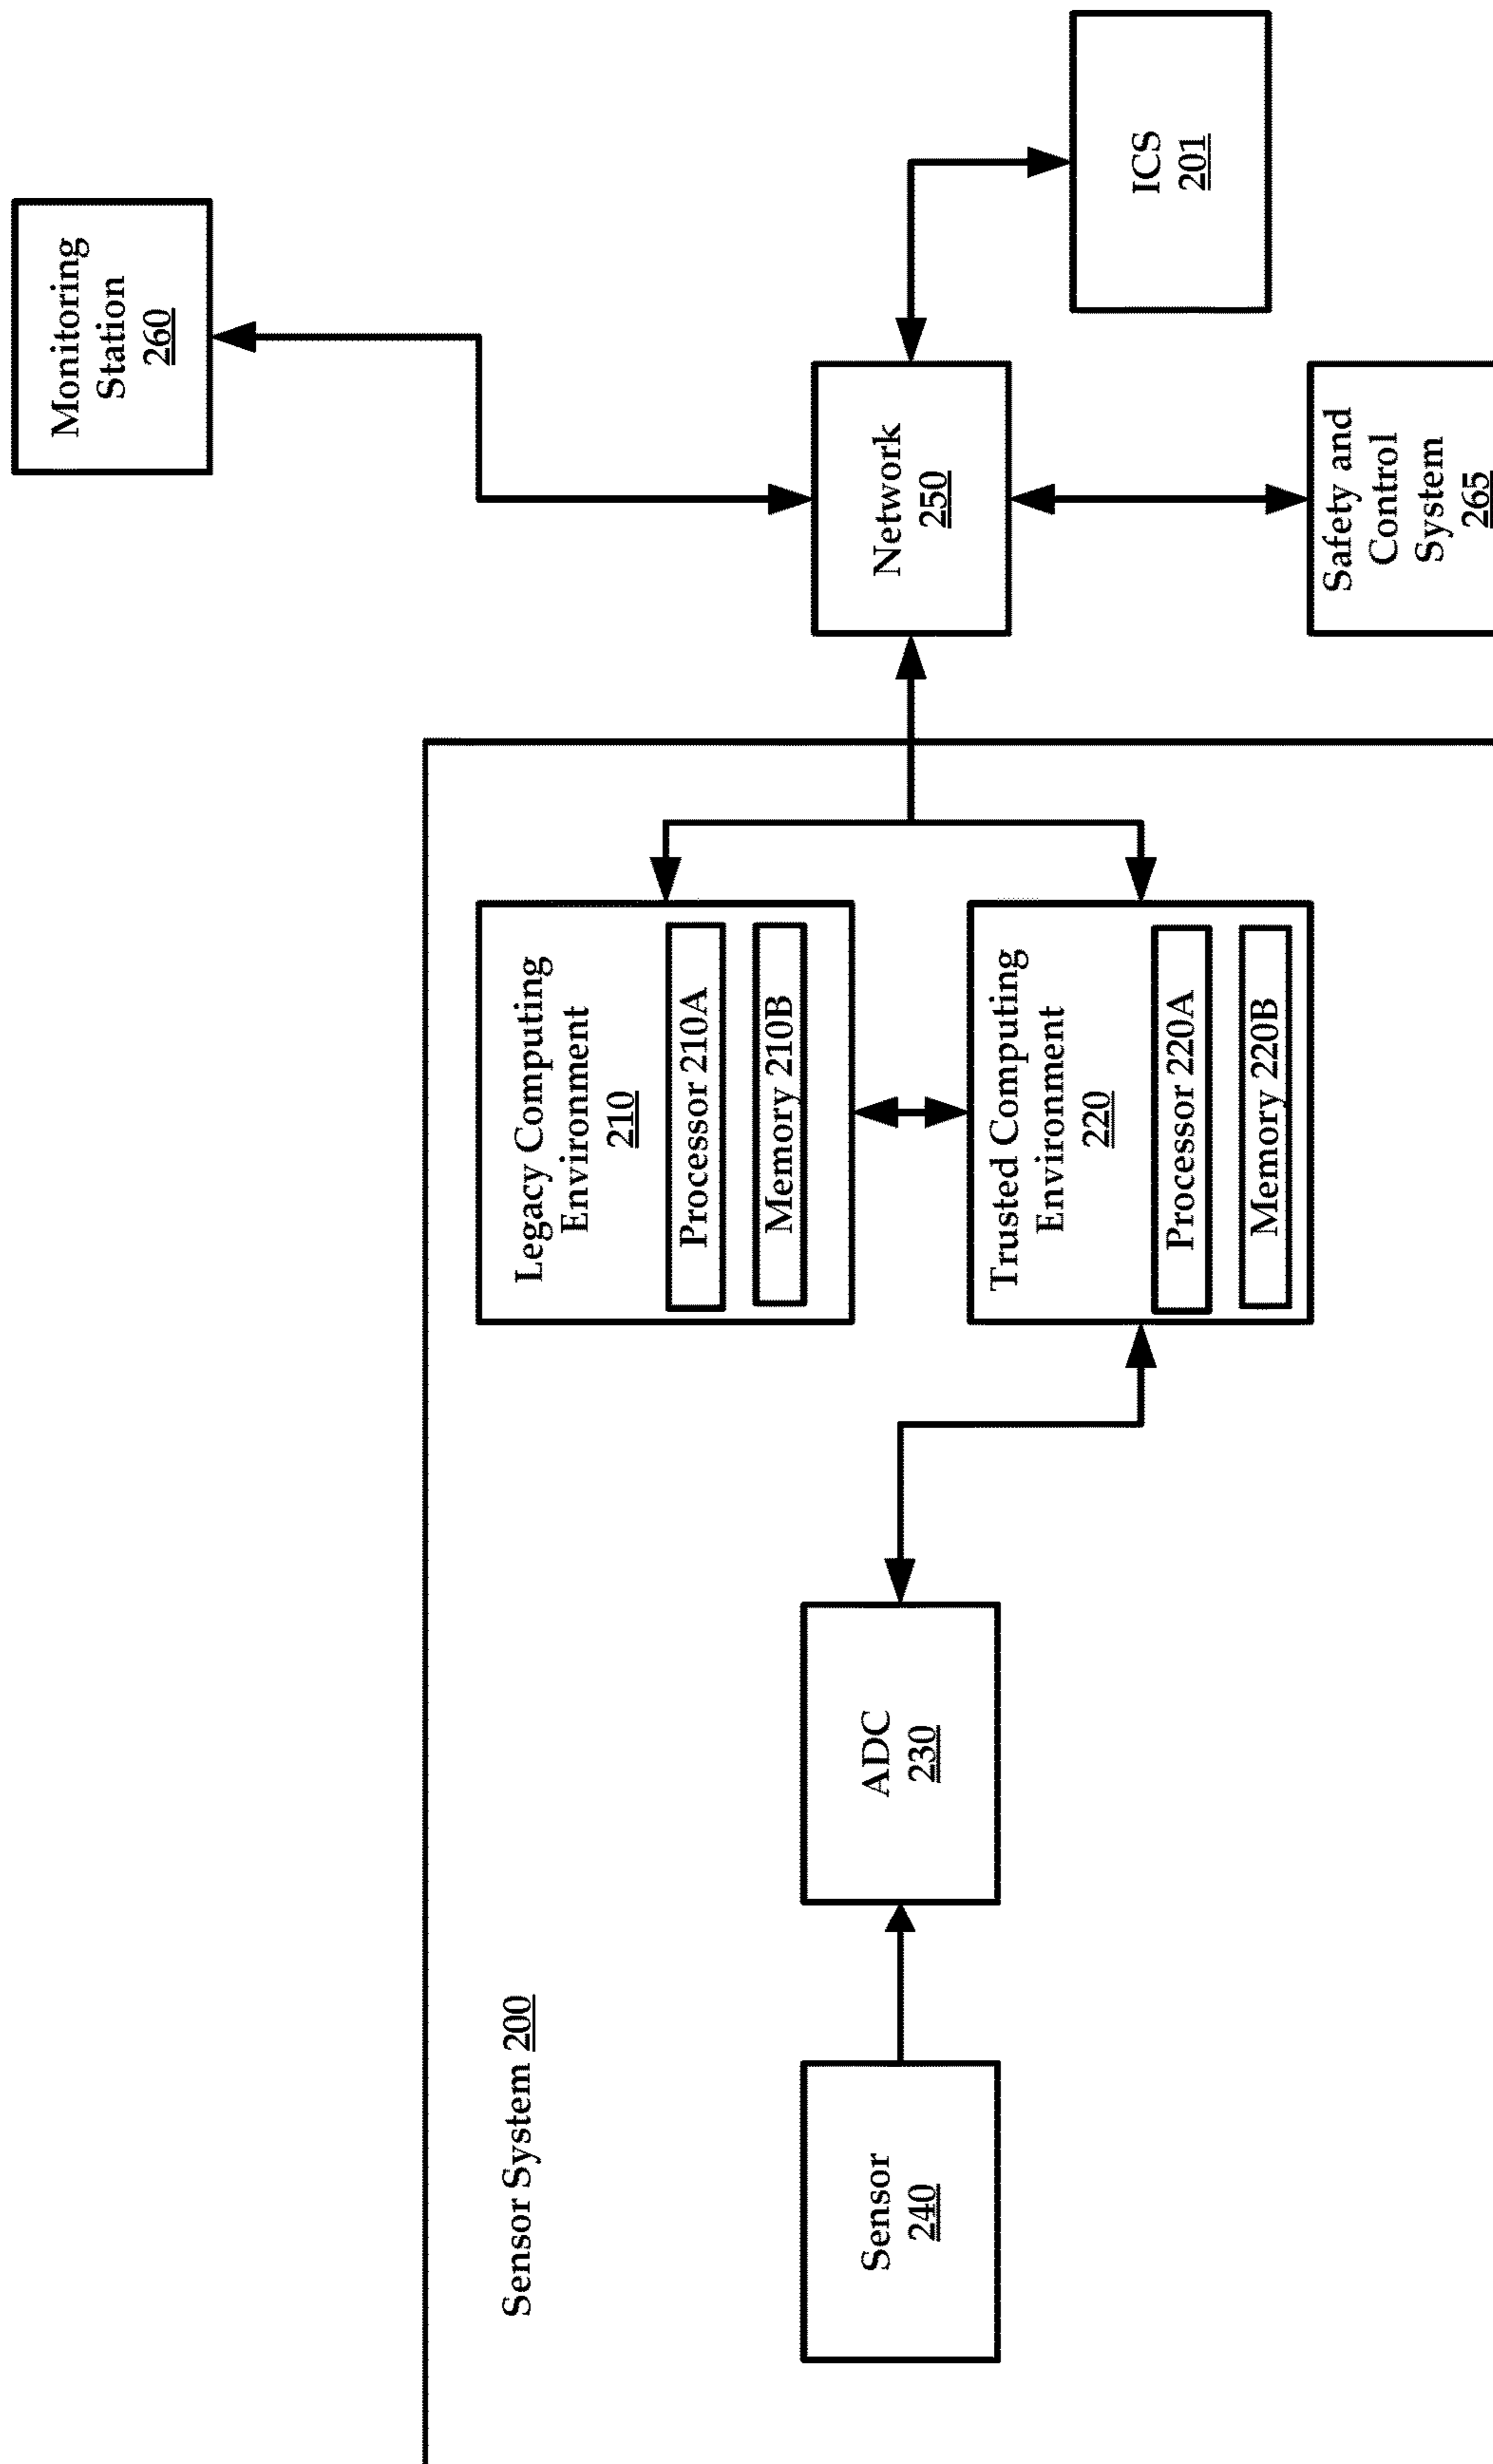 Sensor System 200
Sensor
240
ADC
230
Legacy Computing
Environment
210
Processor 210A
Memory 210B
Trusted Computing
Environment
220
Processor 220A
Memory 220B
Network
250
Monitoring
Station
260
Safety and
Control
System
265
ICS
201